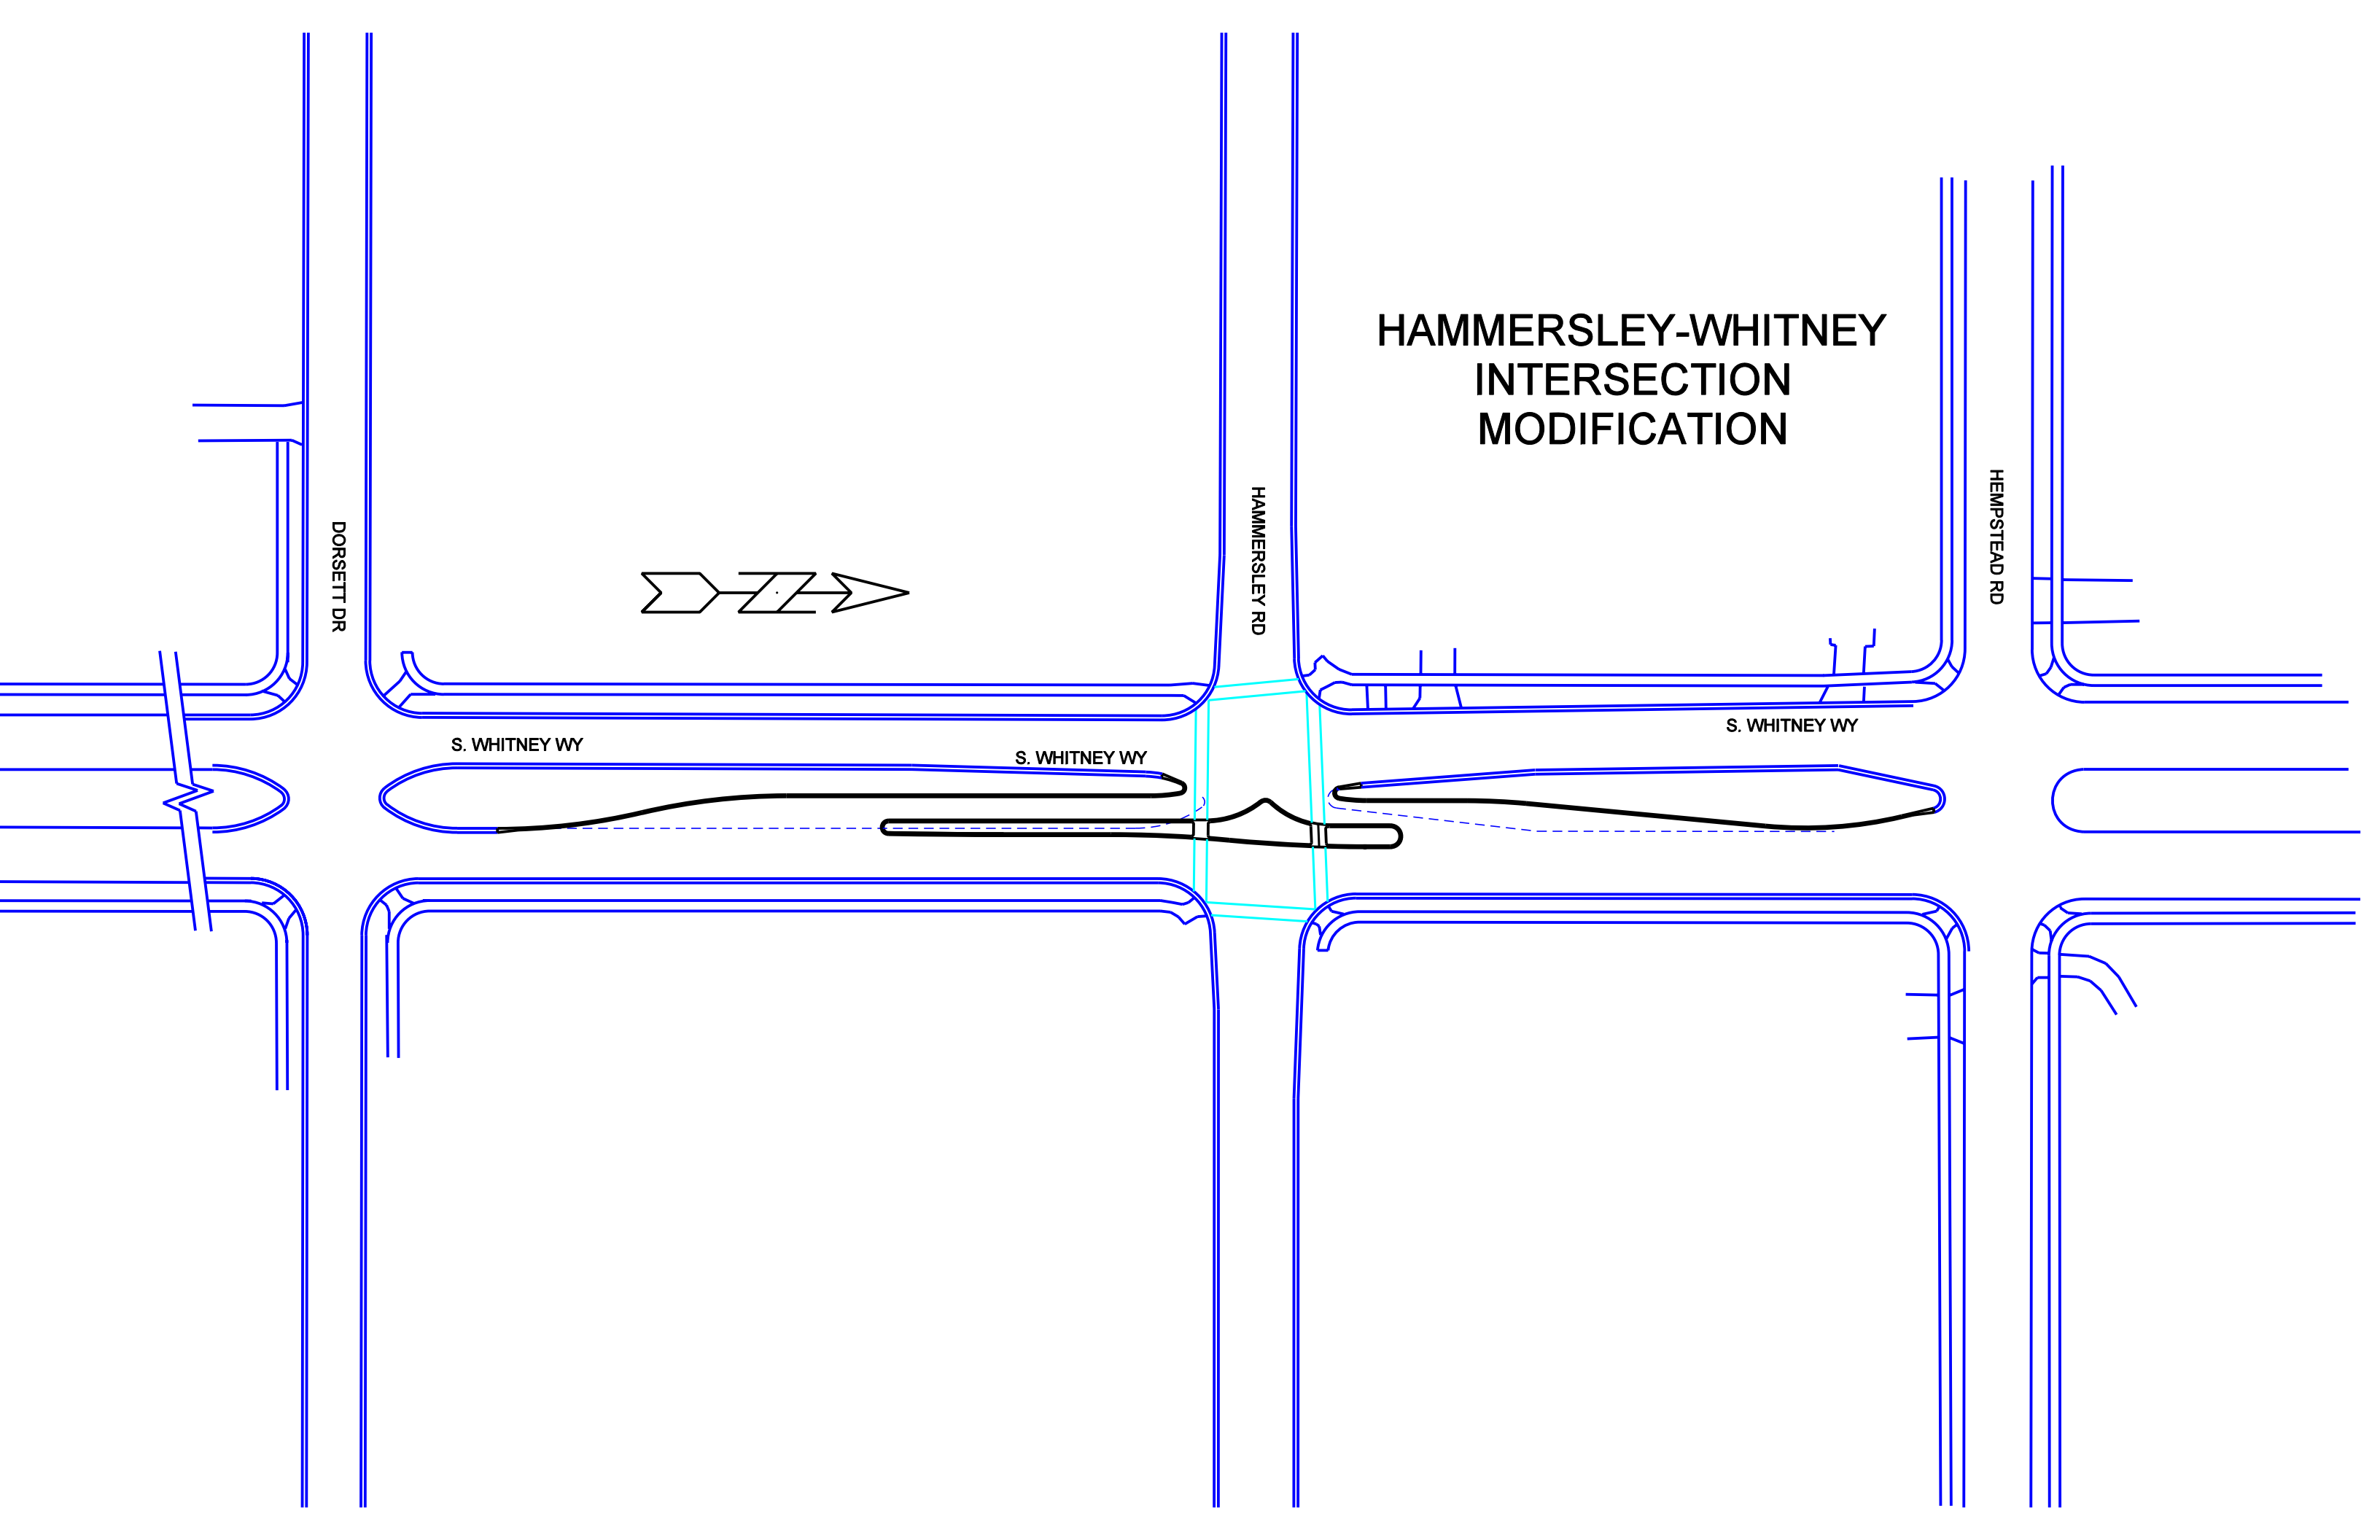 HAMMERSLEY-WHITNEY
INTERSECTION
MODIFICATION
DORSETT DR
HAMMERSLEY RD
HEMPSTEAD RD
S. WHITNEY WY
S. WHITNEY WY
S. WHITNEY WY